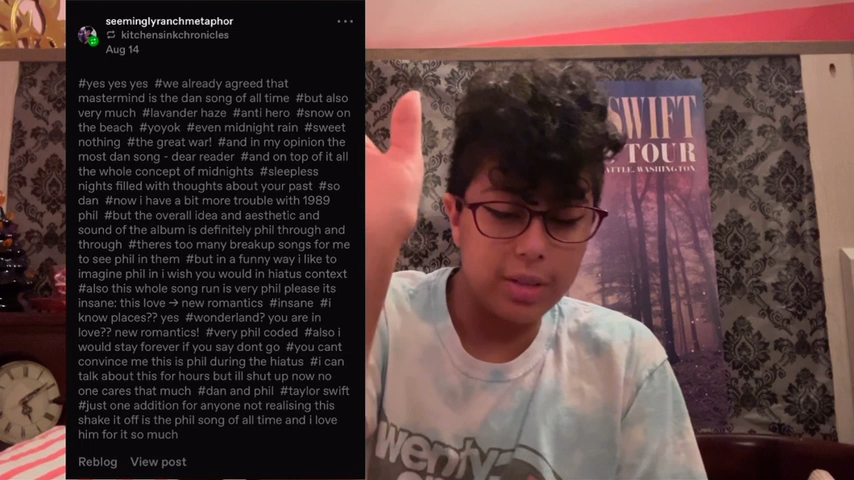 seeminglyranchmetaphor
kitchensinkchronicles
Aug 14
#yes yes yes #we already agreed that
mastermind is the dan song of all time #but also
very much #lavander haze #anti hero #snow on
the beach #yoyok #even midnight rain #sweet
nothing #the great war! #and in my opinion the
most dan song - dear reader #and on top of it all
the whole concept of midnights #sleepless
nights filled with thoughts about your past #so
dan #now i have a bit more trouble with 1989
phil #but the overall idea and aesthetic and
sound of the album is definitely phil through and
through #theres too many breakup songs for me
to see phil in them #but in a funny way i like to
imagine phil in i wish you would in hiatus context
#also this whole song run is very phil please its
insane: this love → new romantics #insane #i
know places?? yes #wonderland? you are in
love?? new romantics! #very phil coded #also i
would stay forever if you say dont go #you cant
convince me this is phil during the hiatus #i can
talk about this for hours but ill shut up now no
one cares that much #dan and phil #taylor swift
#just one addition for anyone not realising this
shake it off is the phil song of all time and i love
him for it so much
Reblog View post
SWIFT
TOUR
WASHINGTON